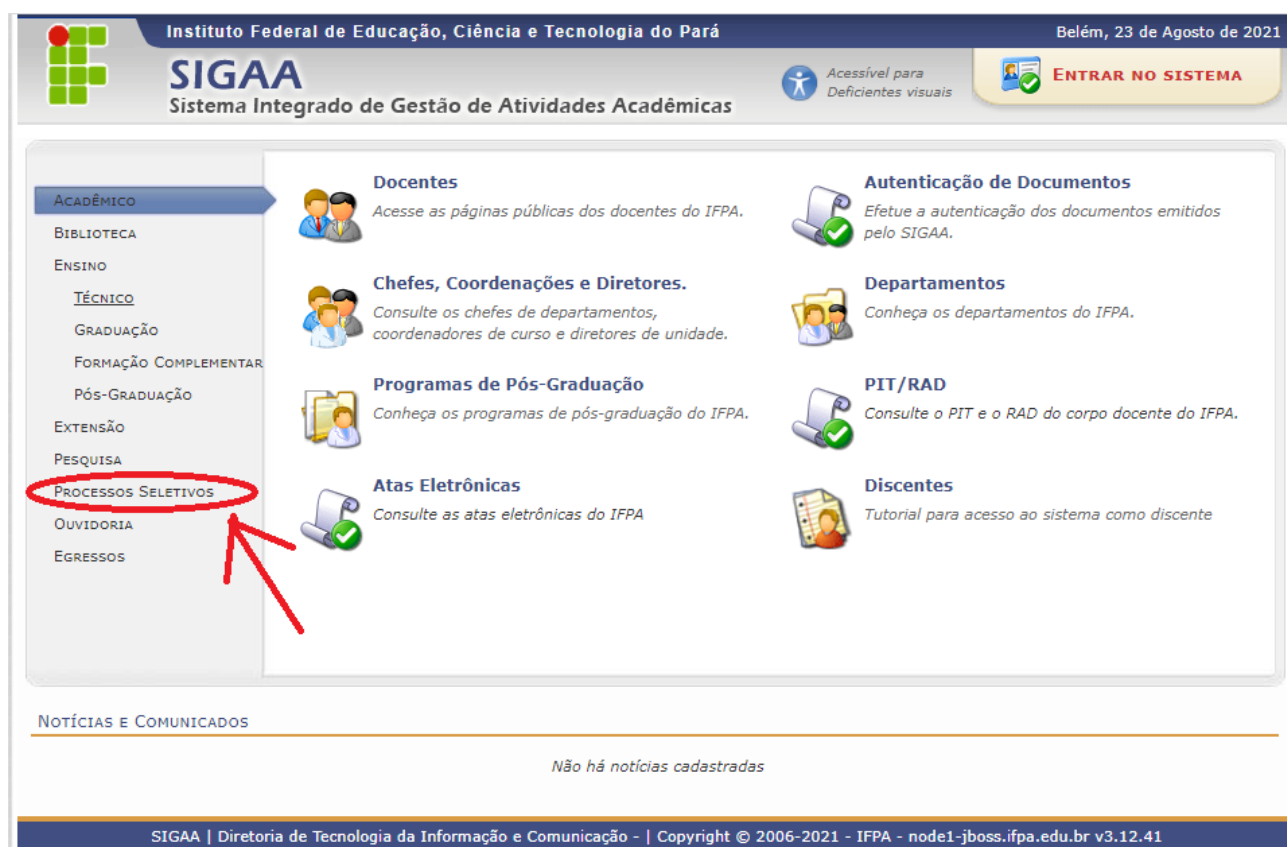 Instituto Federal de Educação, Ciência e Tecnologia do Pará
Belém, 23 de Agosto de 2021
SIGAA
Sistema Integrado de Gestão de Atividades Acadêmicas
Acessível para
Deficientes visuais
ENTRAR NO SISTEMA
ACADÊMICO
BIBLIOTECA
ENSINO
TÉCNICO
GRADUAÇÃO
FORMAÇÃO COMPLEMENTAR
PÓS-GRADUAÇÃO
EXTENSÃO
PESQUISA
PROCESSOS SELETIVOS
OUVIDORIA
EGRESSOS
Docentes
Acesse as páginas públicas dos docentes do IFPA.
Autenticação de Documentos
Efetue a autenticação dos documentos emitidos
pelo SIGAA.
Chefes, Coordenações e Diretores.
Consulte os chefes de departamentos,
coordenadores de curso e diretores de unidade.
Departamentos
Conheça os departamentos do IFPA.
Programas de Pós-Graduação
Conheça os programas de pós-graduação do IFPA.
PIT/RAD
Consulte o PIT e o RAD do corpo docente do IFPA.
Atas Eletrônicas
Consulte as atas eletrônicas do IFPA
Discentes
Tutorial para acesso ao sistema como discente
NOTÍCIAS E COMUNICADOS
Não há notícias cadastradas
SIGAA | Diretoria de Tecnologia da Informação e Comunicação - | Copyright © 2006-2021 - IFPA - node1-jboss.ifpa.edu.br v3.12.41